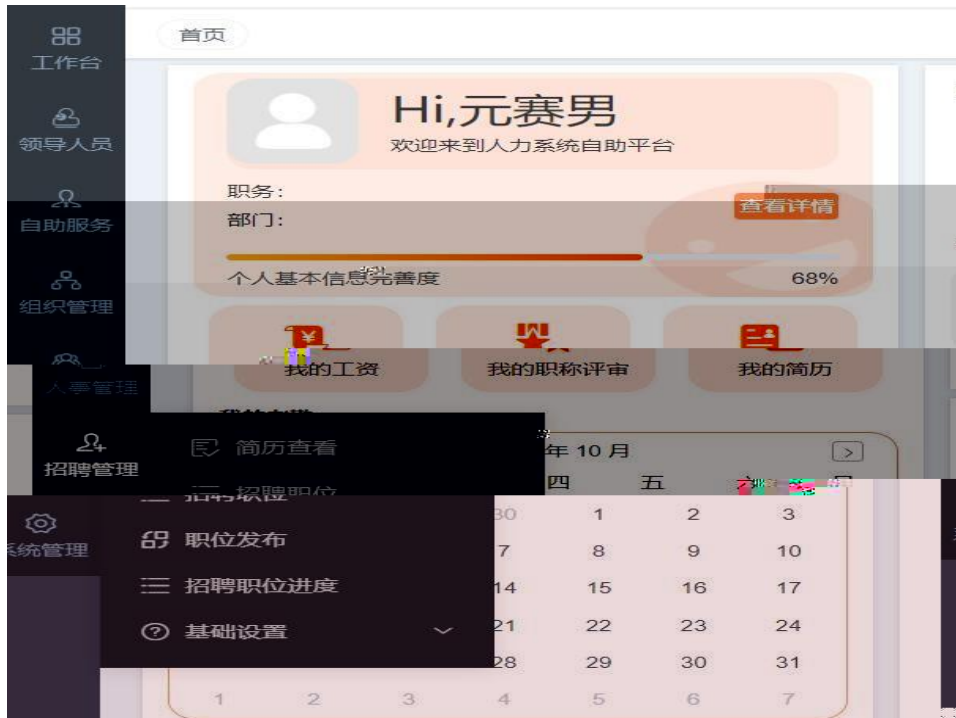 首页
工作台
领导人员
自助服务
组织管理
人事管理
招聘管理
系统管理
Hi,元赛男
欢迎来到人力系统自助平台
职务：
部门：
查看详情
个人基本信息完善度
68%
我的工资
我的职称评审
我的简历
简历查看
招聘职位
职位发布
招聘职位进度
基础设置
年 10 月
四 五 六 日
30 1 2 3
7 8 9 10
14 15 16 17
21 22 23 24
28 29 30 31
1 2 3 4 5 6 7